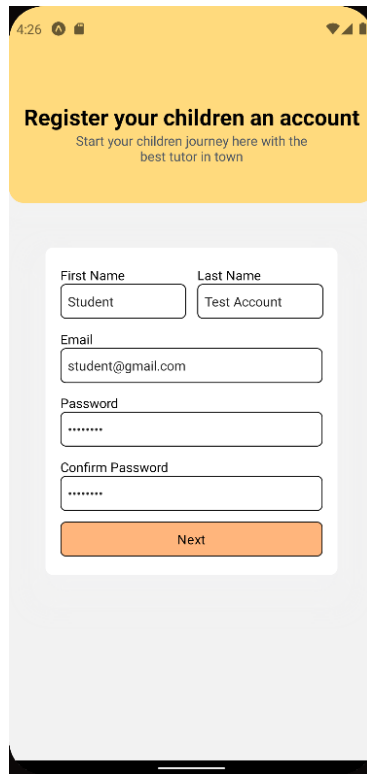 4:26
Register your children an account
Start your children journey here with the
best tutor in town
First Name Last Name
Student Test Account
Email
student@gmail.com
Password
••••••••
Confirm Password
••••••••
Next